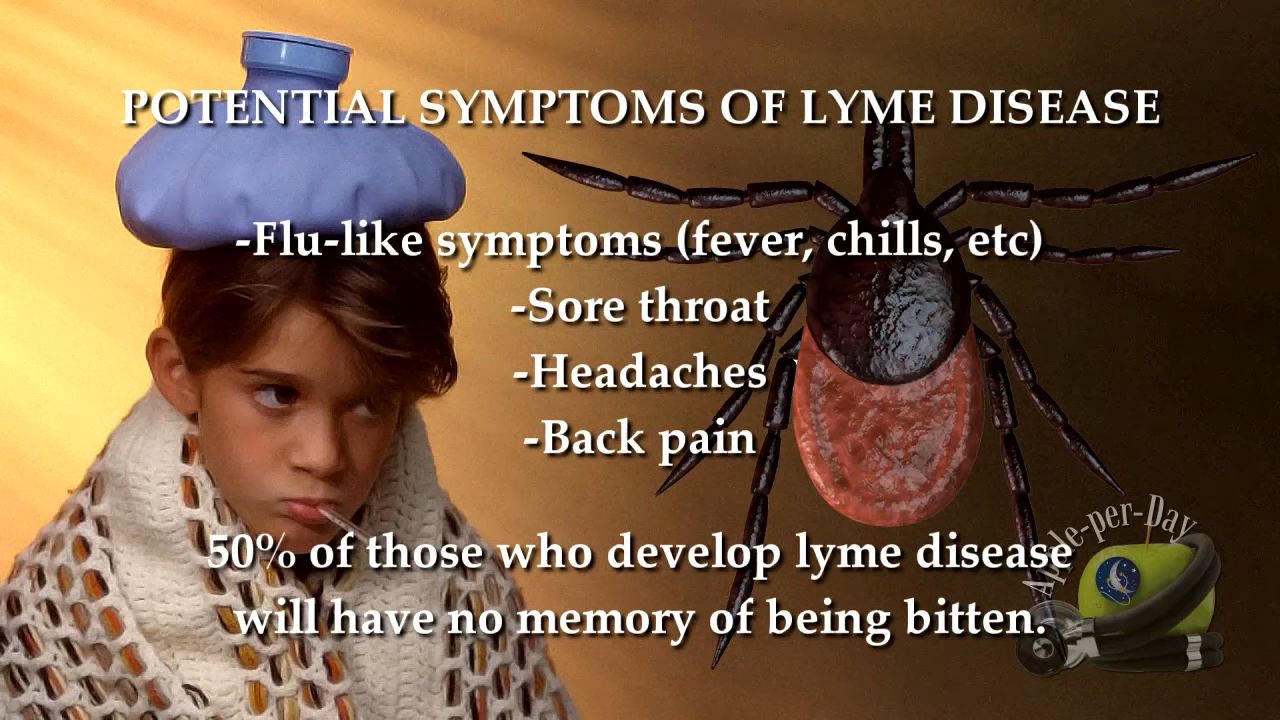 POTENTIAL SYMPTOMS OF LYME DISEASE
-Flu-like symptoms (fever, chills, etc)
-Sore throat
-Headaches
-Back pain
50% of those who develop lyme disease
will have no memory of being bitten.
Apple-per-Day